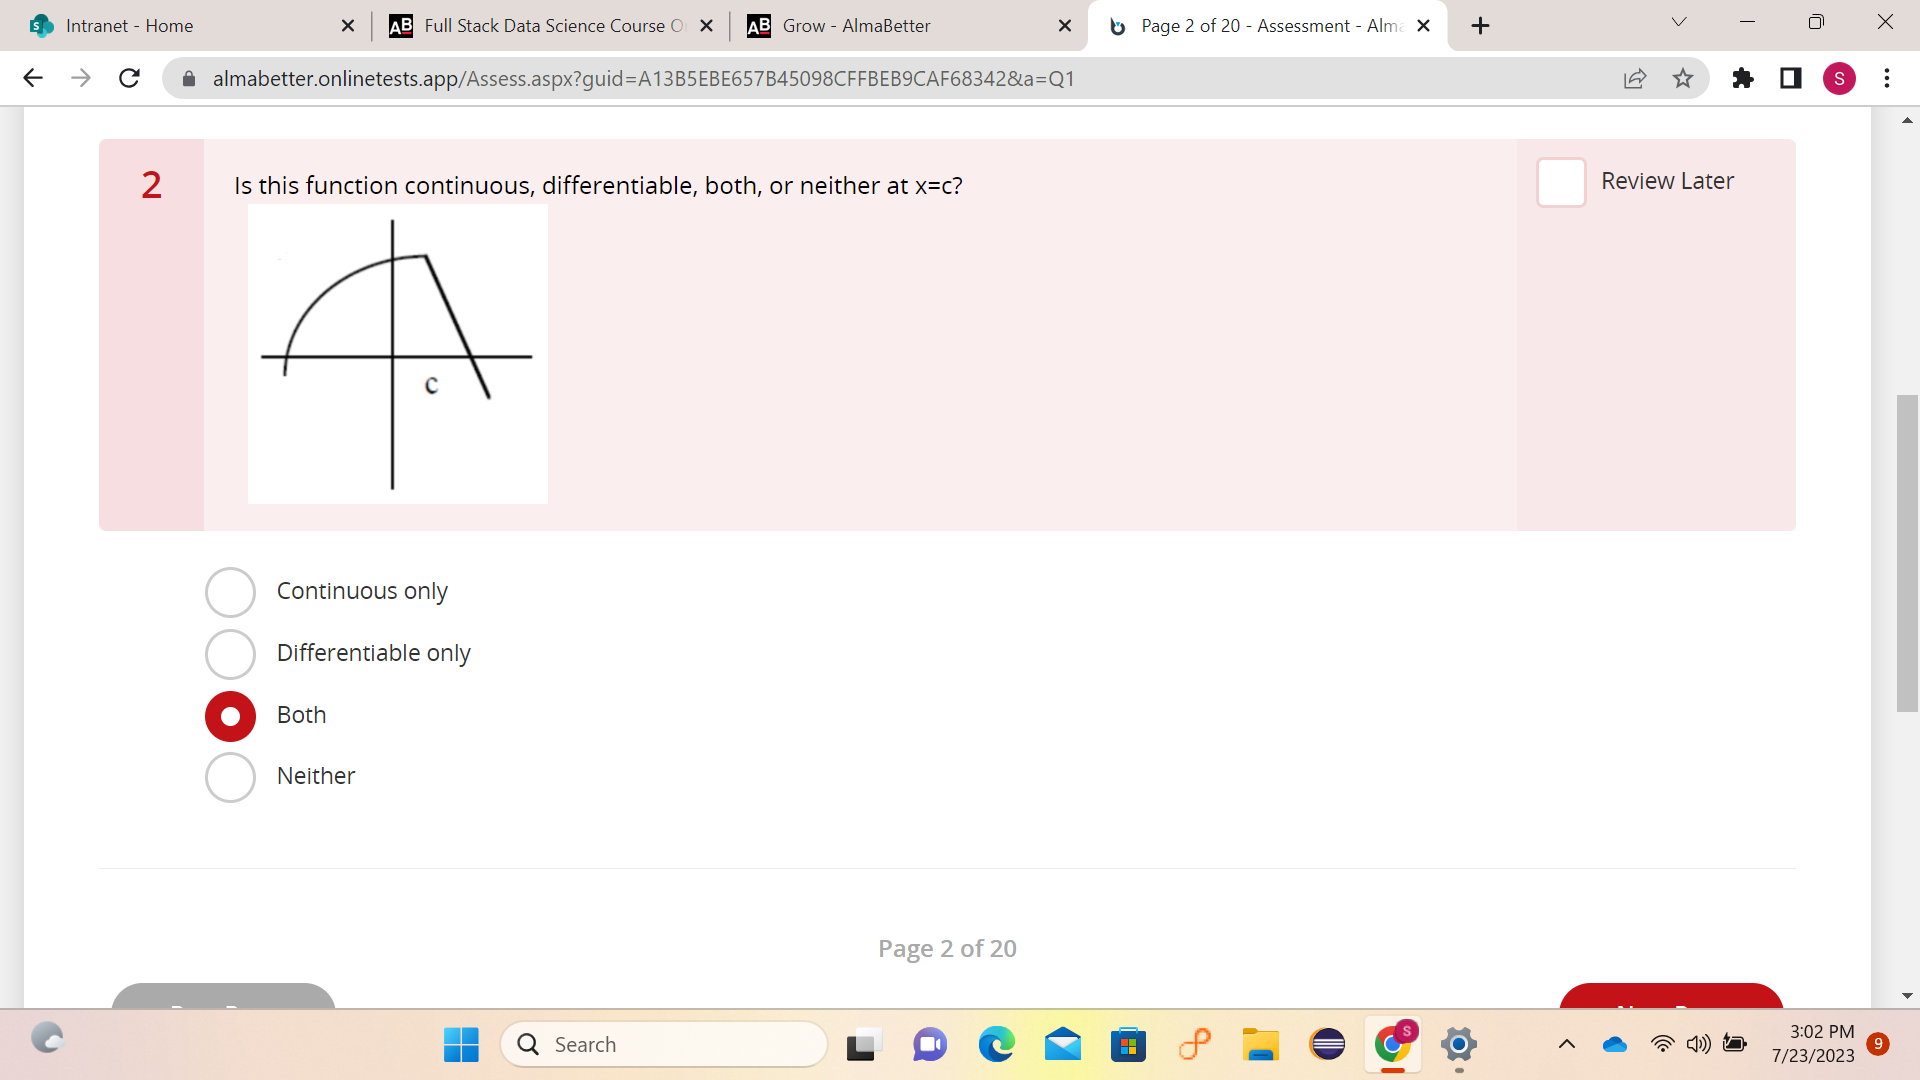 Intranet - Home
AB Full Stack Data Science Course O
AB Grow - AlmaBetter
Page 2 of 20 - Assessment - Alma
almabetter.onlinetests.app/Assess.aspx?guid=A13B5EBE657B45098CFFBEB9CAF68342&a=Q1
S
2
Is this function continuous, differentiable, both, or neither at x=c?
Review Later
c
Continuous only
Differentiable only
Both
Neither
Page 2 of 20
Search
S
3:02 PM
7/23/2023
9